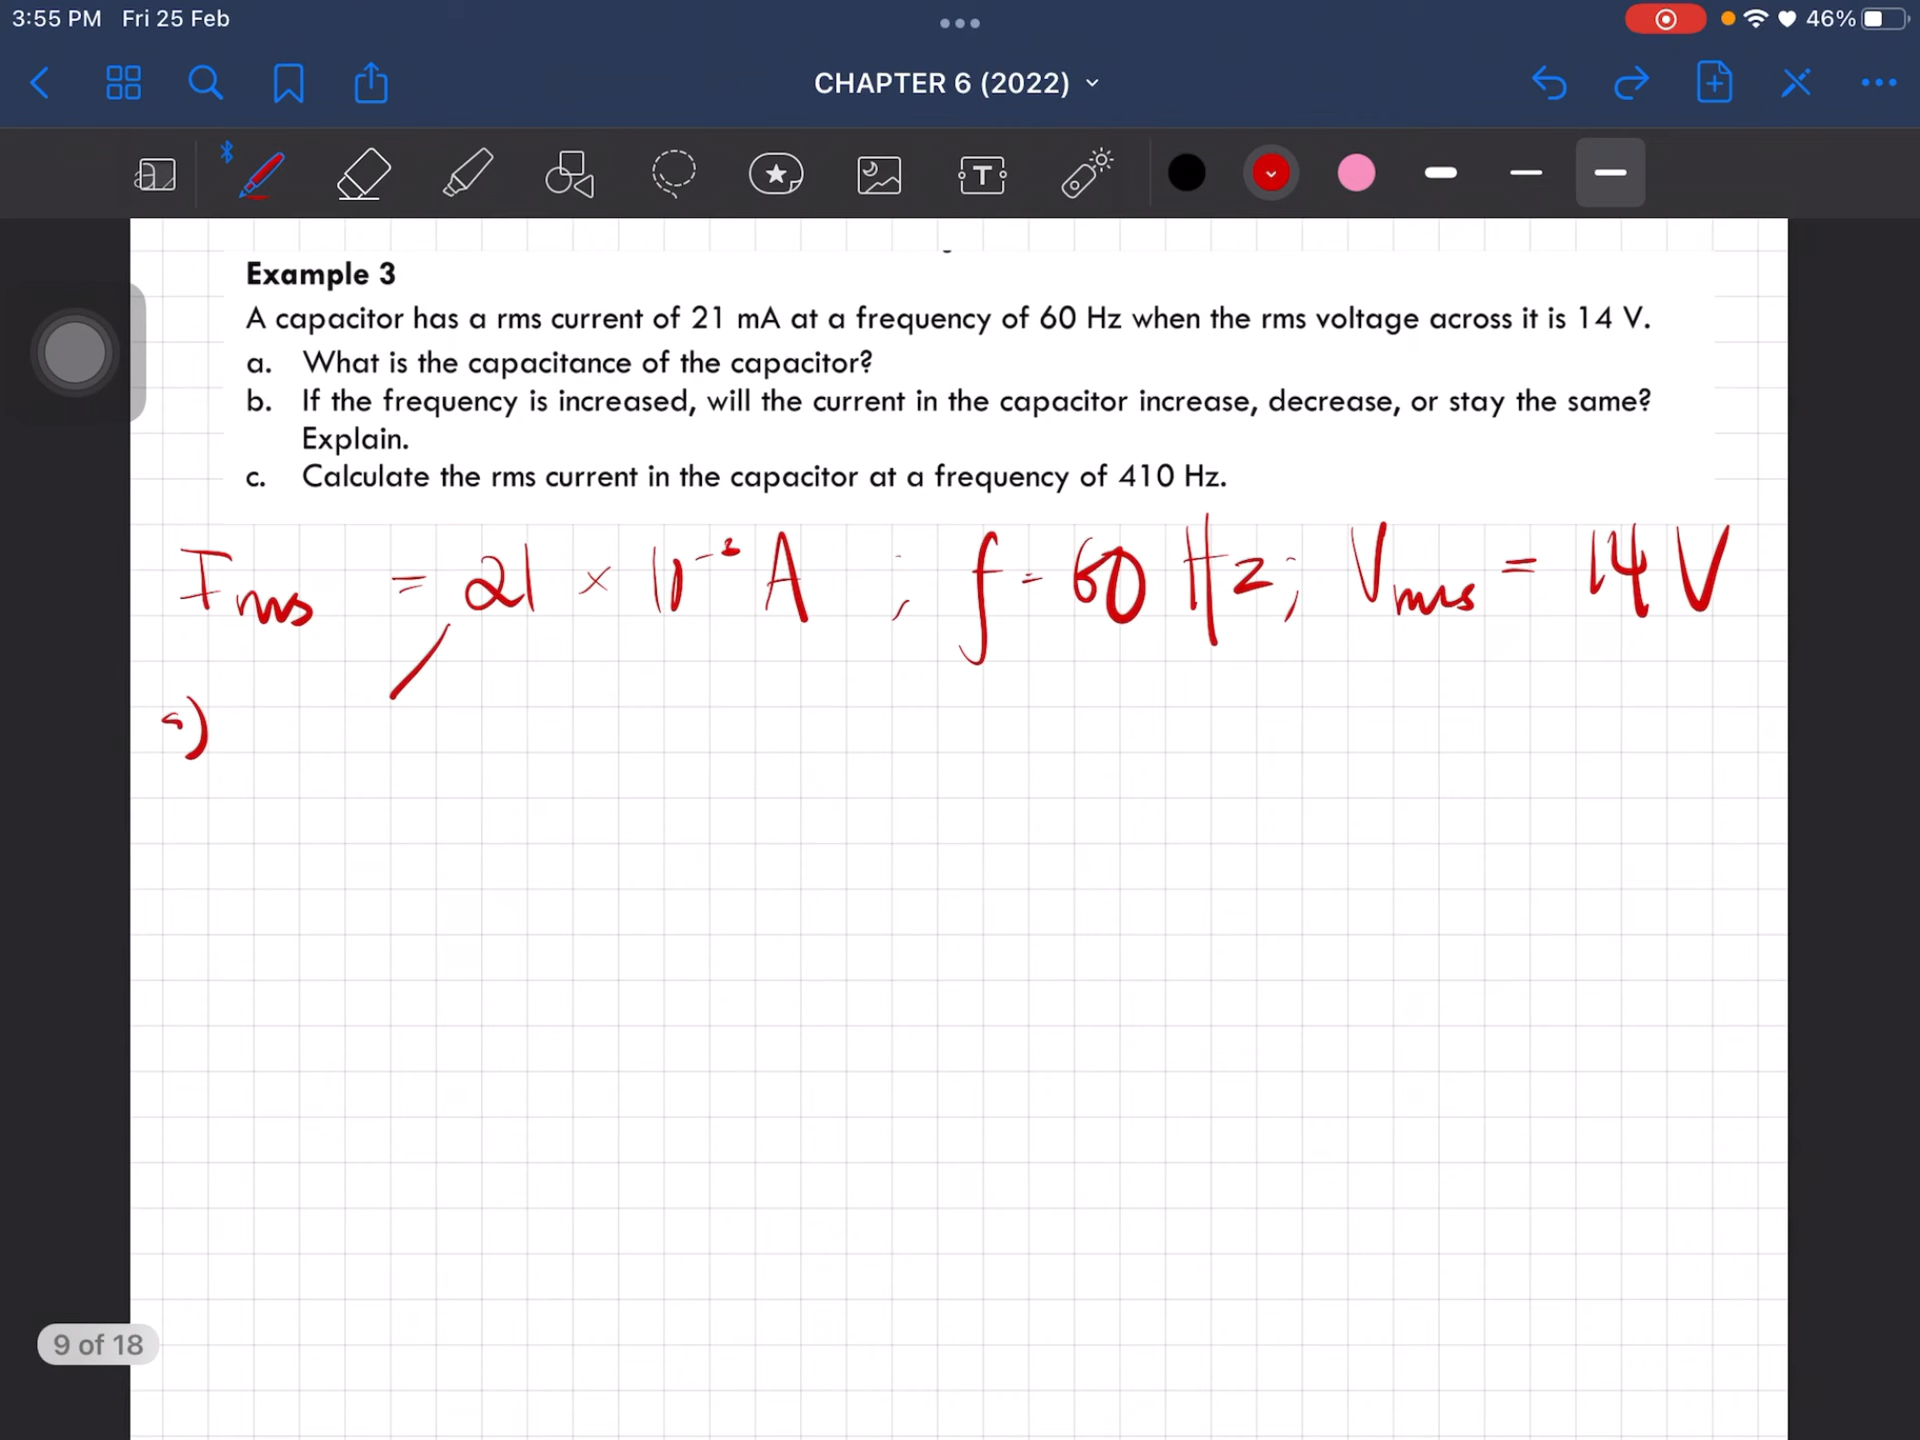 3:55 PM Fri 25 Feb
46%
CHAPTER 6 (2022)
Example 3
A capacitor has a rms current of 21 mA at a frequency of 60 Hz when the rms voltage across it is 14 V.
a. What is the capacitance of the capacitor?
b. If the frequency is increased, will the current in the capacitor increase, decrease, or stay the same?
Explain.
c. Calculate the rms current in the capacitor at a frequency of 410 Hz.
I rms = 21 × 10⁻³ A ; f = 60 Hz; V rms = 14 V
a)
9 of 18